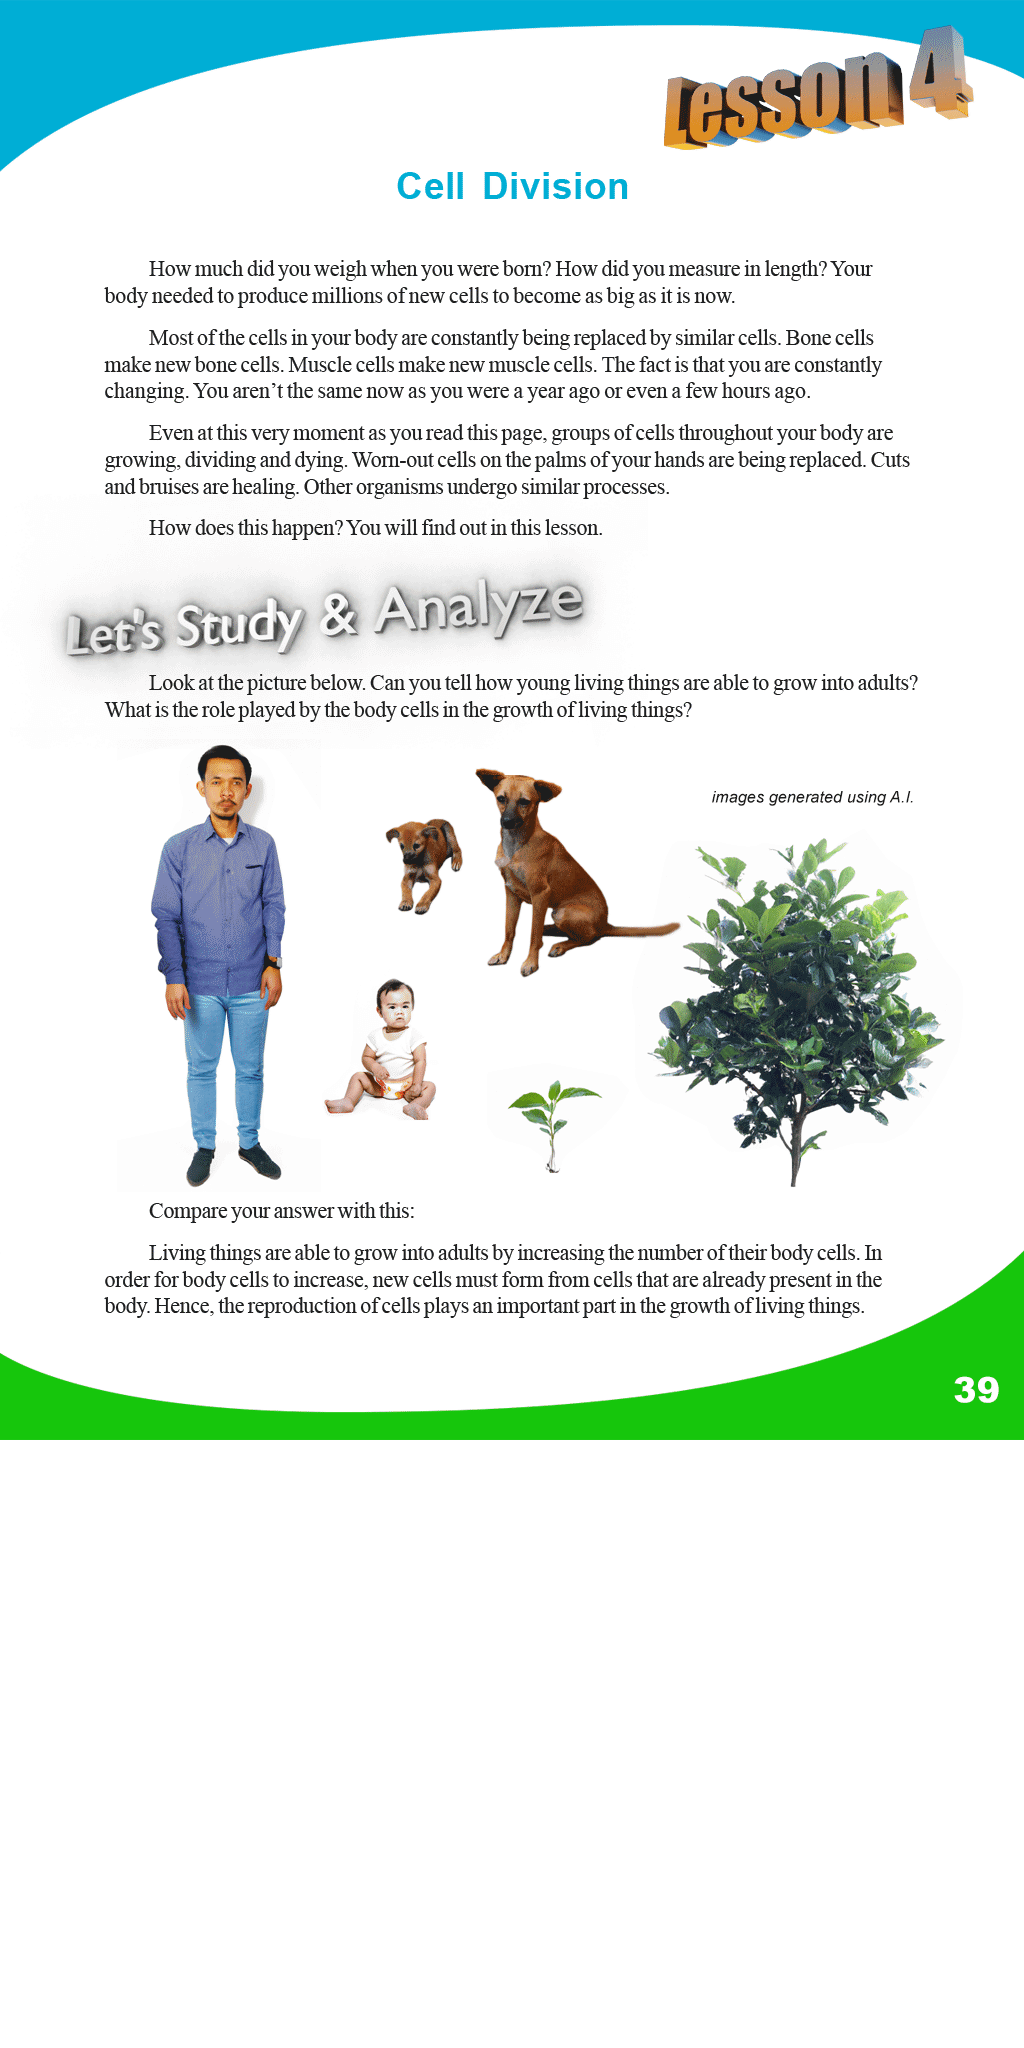 Lesson 4
Cell Division
How much did you weigh when you were born? How did you measure in length? Your
body needed to produce millions of new cells to become as big as it is now.
Most of the cells in your body are constantly being replaced by similar cells. Bone cells
make new bone cells. Muscle cells make new muscle cells. The fact is that you are constantly
changing. You aren’t the same now as you were a year ago or even a few hours ago.
Even at this very moment as you read this page, groups of cells throughout your body are
growing, dividing and dying. Worn-out cells on the palms of your hands are being replaced. Cuts
and bruises are healing. Other organisms undergo similar processes.
How does this happen? You will find out in this lesson.
Let's Study & Analyze
Look at the picture below. Can you tell how young living things are able to grow into adults?
What is the role played by the body cells in the growth of living things?
images generated using A.I.
Compare your answer with this:
Living things are able to grow into adults by increasing the number of their body cells. In
order for body cells to increase, new cells must form from cells that are already present in the
body. Hence, the reproduction of cells plays an important part in the growth of living things.
39